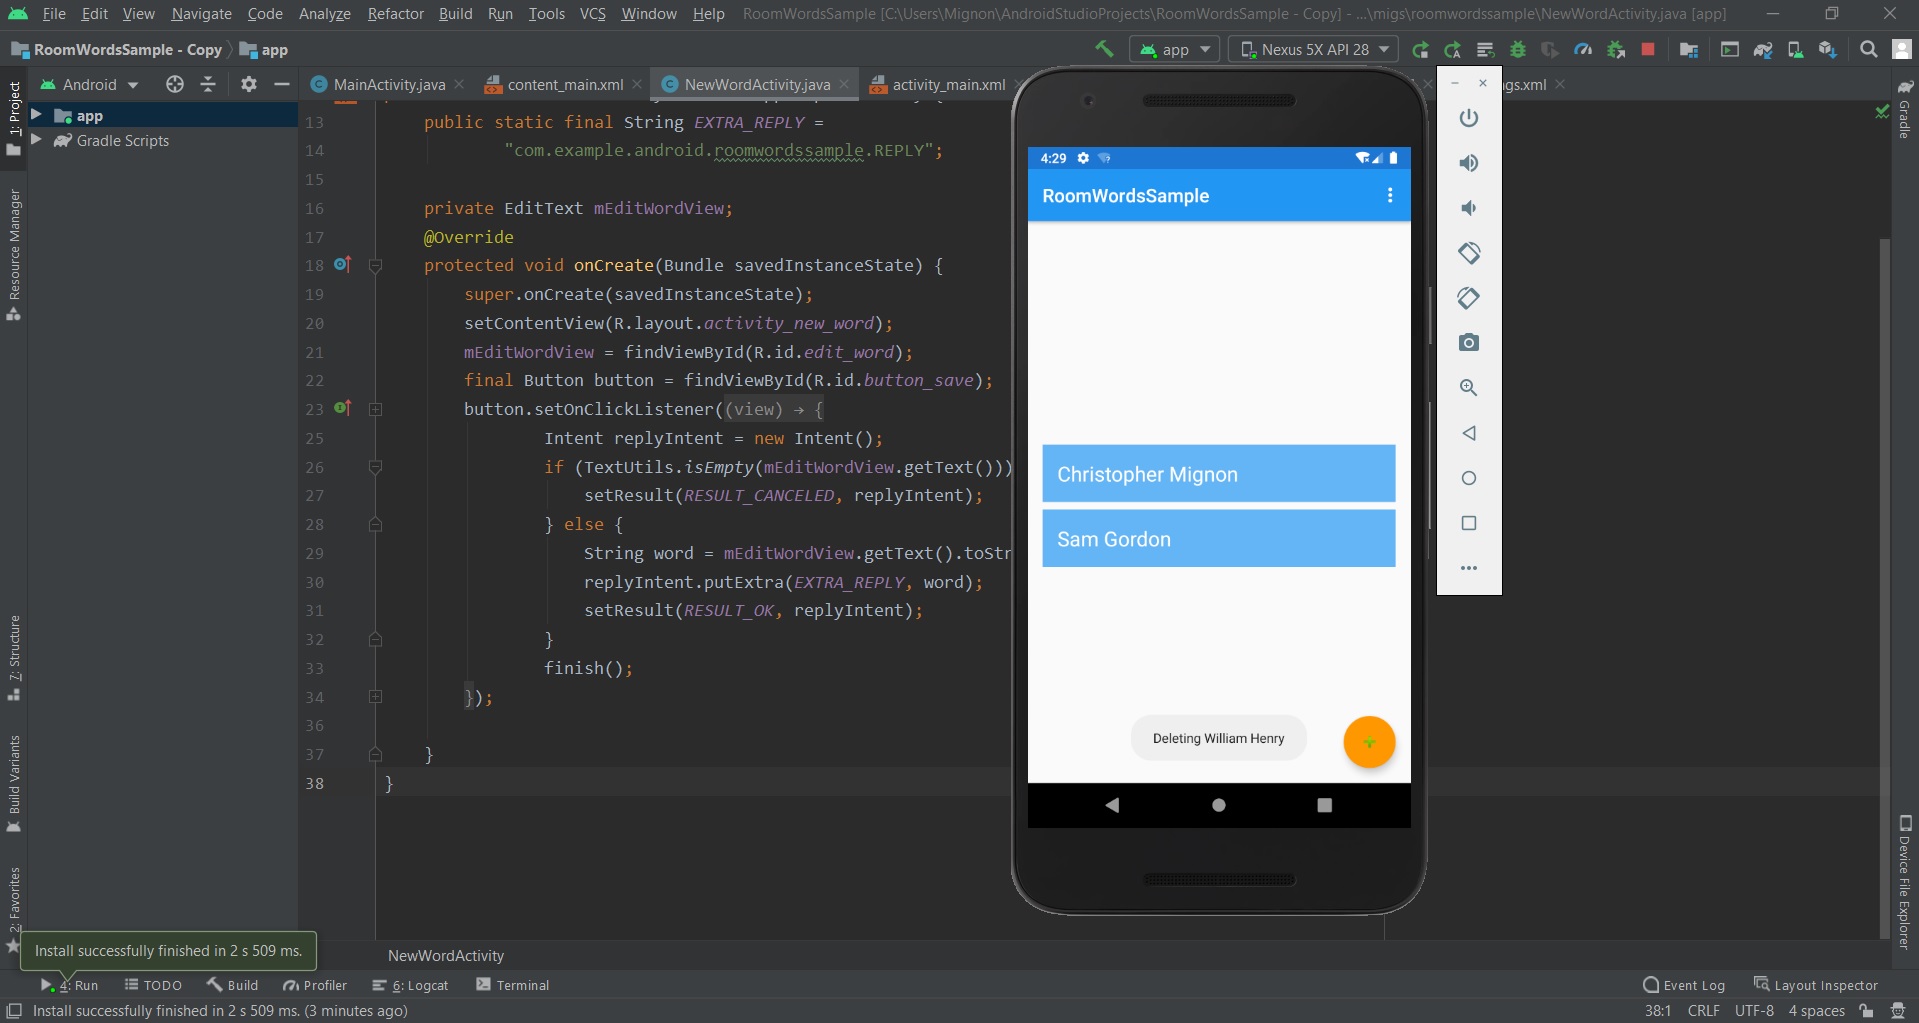 File Edit View Navigate Code Analyze Refactor Build Run Tools VCS Window Help RoomWordsSample [C:\Users\Mignon\AndroidStudioProjects\RoomWordsSample - Copy] - ...\migs\roomwordssample\NewWordActivity.java [app]
RoomWordsSample - Copy app
app Nexus 5X API 28
Android
MainActivity.java content_main.xml NewWordActivity.java activity_main.xml gs.xml
1: Project
Resource Manager
7: Structure
Build Variants
2: Favorites
app
Gradle Scripts
13 public static final String EXTRA_REPLY =
14 "com.example.android.roomwordssample.REPLY";
15
16 private EditText mEditWordView;
17 @Override
18 protected void onCreate(Bundle savedInstanceState) {
19 super.onCreate(savedInstanceState);
20 setContentView(R.layout.activity_new_word);
21 mEditWordView = findViewById(R.id.edit_word);
22 final Button button = findViewById(R.id.button_save);
23 button.setOnClickListener((view) → {
25 Intent replyIntent = new Intent();
26 if (TextUtils.isEmpty(mEditWordView.getText()))
27 setResult(RESULT_CANCELED, replyIntent);
28 } else {
29 String word = mEditWordView.getText().toStr
30 replyIntent.putExtra(EXTRA_REPLY, word);
31 setResult(RESULT_OK, replyIntent);
32 }
33 finish();
34 });
36
37 }
38 }
4:29
RoomWordsSample
Christopher Mignon
Sam Gordon
Deleting William Henry
Gradle
Device File Explorer
Install successfully finished in 2 s 509 ms.
NewWordActivity
4: Run TODO Build Profiler 6: Logcat Terminal Event Log Layout Inspector
Install successfully finished in 2 s 509 ms. (3 minutes ago) 38:1 CRLF UTF-8 4 spaces